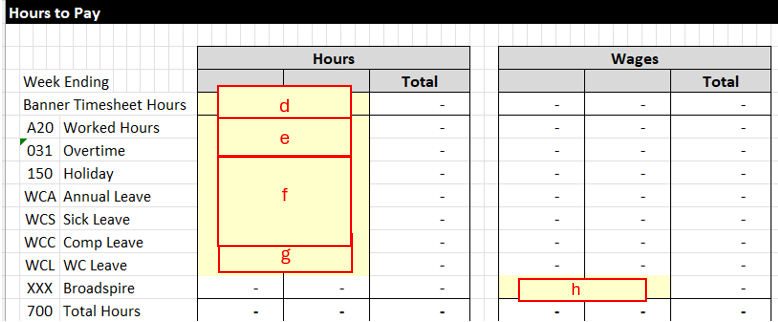 Hours to Pay
Hours Wages
Week Ending Total Total
Banner Timesheet Hours d - - - -
A20 Worked Hours e - - - -
031 Overtime - - - -
150 Holiday - - - -
WCA Annual Leave f - - - -
WCS Sick Leave - - - -
WCC Comp Leave - - - -
WCL WC Leave g - - - -
XXX Broadspire - - - h -
700 Total Hours - - - - - -